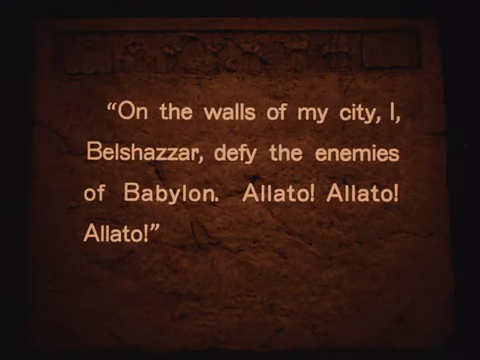 “On the walls of my city, I,
Belshazzar, defy the enemies
of Babylon. Allato! Allato!
Allato!”